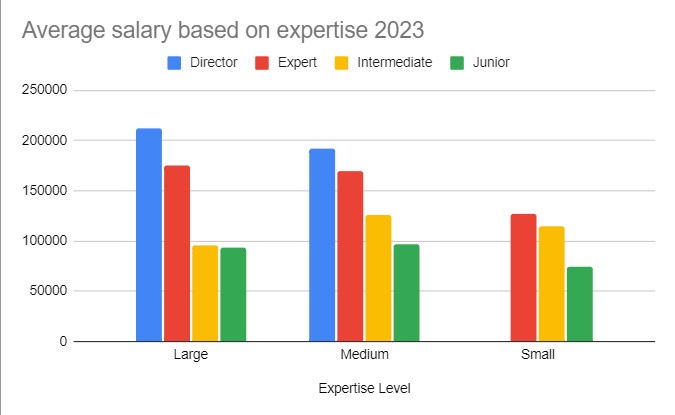 Average salary based on expertise 2023
Director Expert Intermediate Junior
250000
200000
150000
100000
50000
0
Large Medium Small
Expertise Level